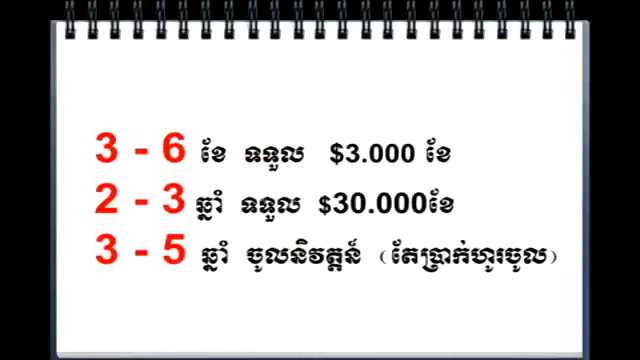 3 - 6 ខែ ទទួល $3.000 ខែ
2 - 3 ឆ្នាំ ទទួល $30.000ខែ
3 - 5 ឆ្នាំ ចូលនិវត្តន៍ (តែប្រាក់ហូរចូល)